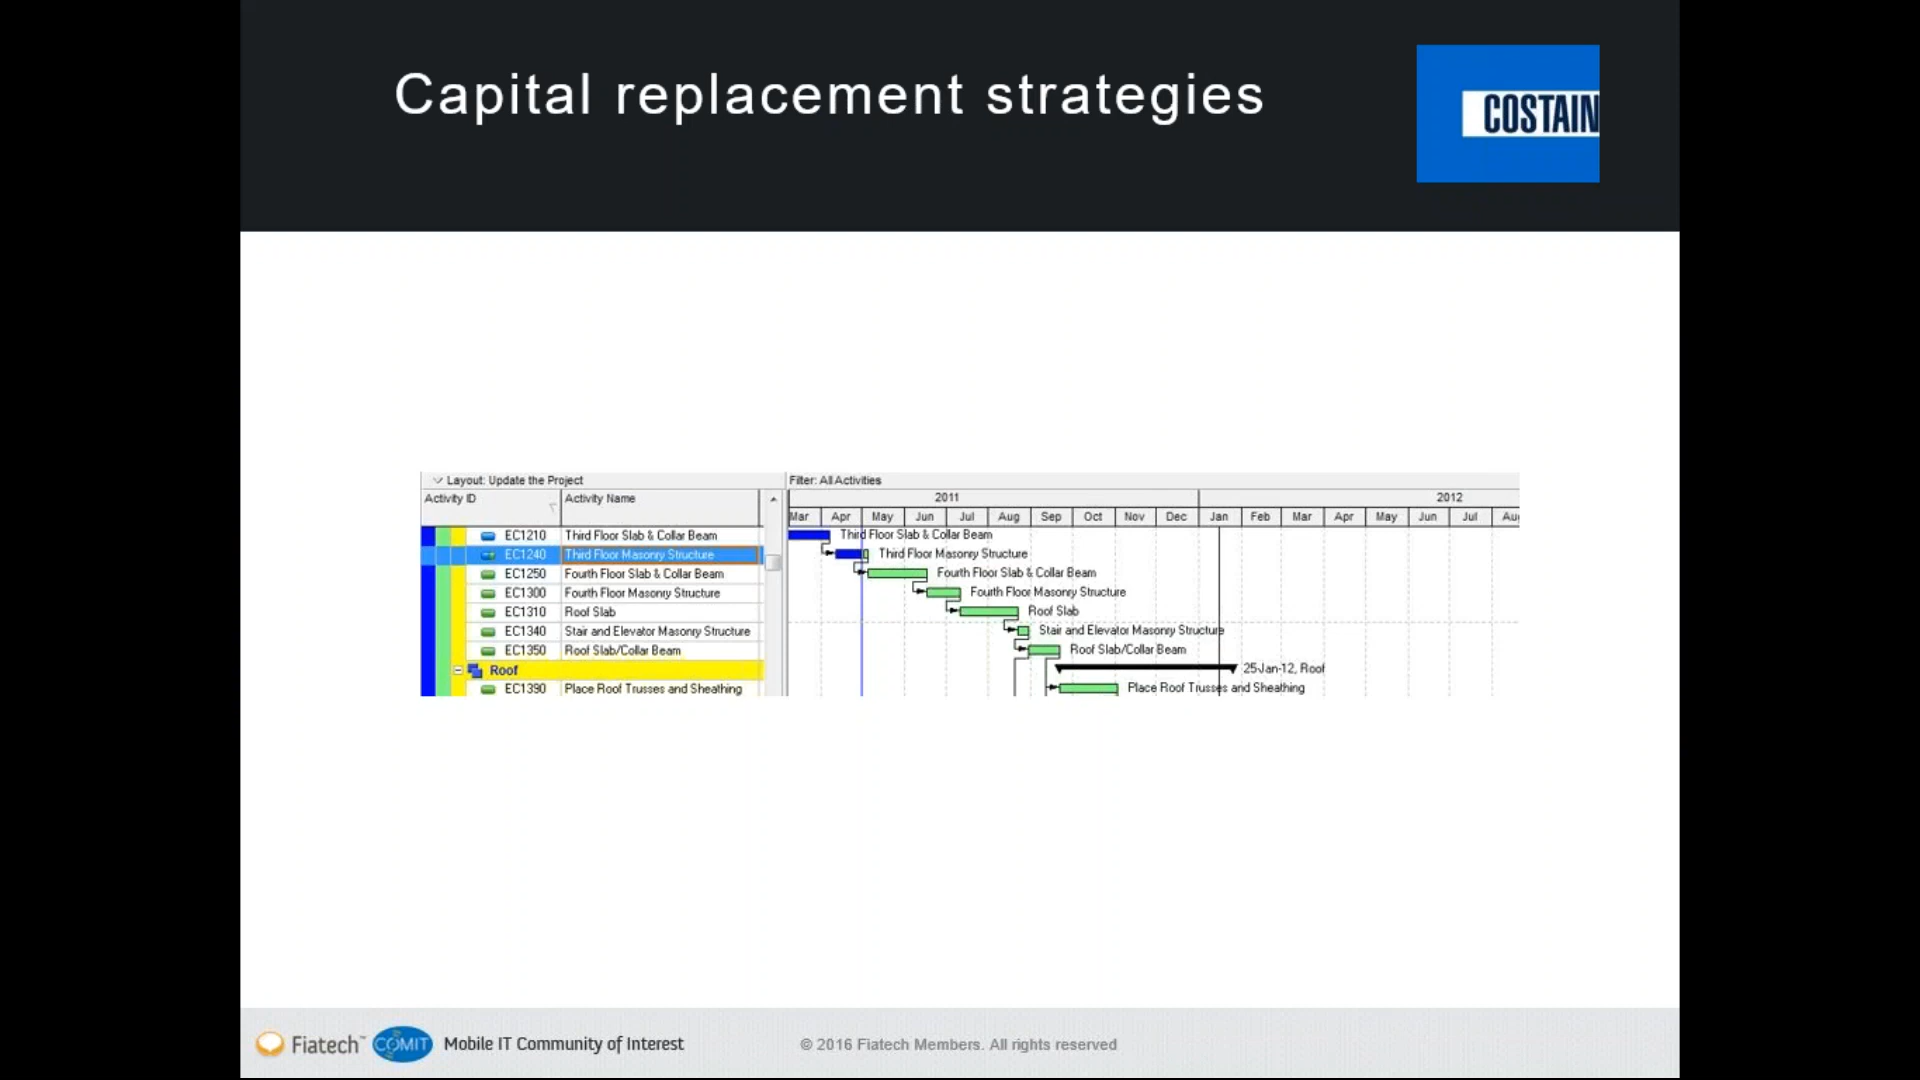 Capital replacement strategies
COSTAIN
Layout: Update the Project
Filter: All Activities
Activity ID Activity Name
2011 2012
Mar Apr May Jun Jul Aug Sep Oct Nov Dec Jan Feb Mar Apr May Jun Jul Aug
EC1210 Third Floor Slab & Collar Beam Third Floor Slab & Collar Beam
EC1240 Third Floor Masonry Structure Third Floor Masonry Structure
EC1250 Fourth Floor Slab & Collar Beam Fourth Floor Slab & Collar Beam
EC1300 Fourth Floor Masonry Structure Fourth Floor Masonry Structure
EC1310 Roof Slab Roof Slab
EC1340 Stair and Elevator Masonry Structure Stair and Elevator Masonry Structure
EC1350 Roof Slab/Collar Beam Roof Slab/Collar Beam
Roof 25-Jan-12, Roof
EC1390 Place Roof Trusses and Sheathing Place Roof Trusses and Sheathing
Fiatech™ COMIT Mobile IT Community of Interest © 2016 Fiatech Members. All rights reserved